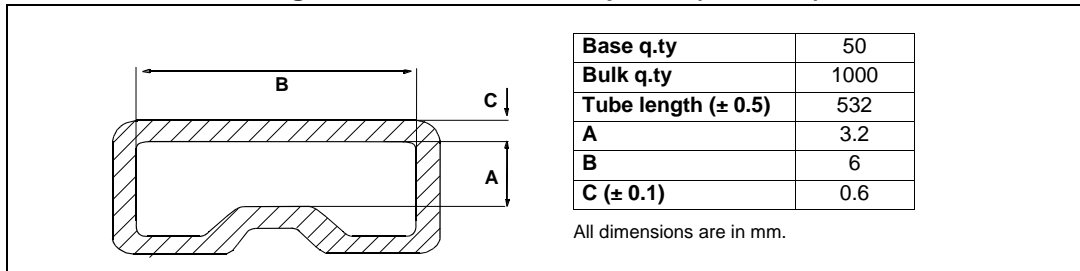 B
C
A
Base q.ty 50
Bulk q.ty 1000
Tube length (± 0.5) 532
A 3.2
B 6
C (± 0.1) 0.6
All dimensions are in mm.